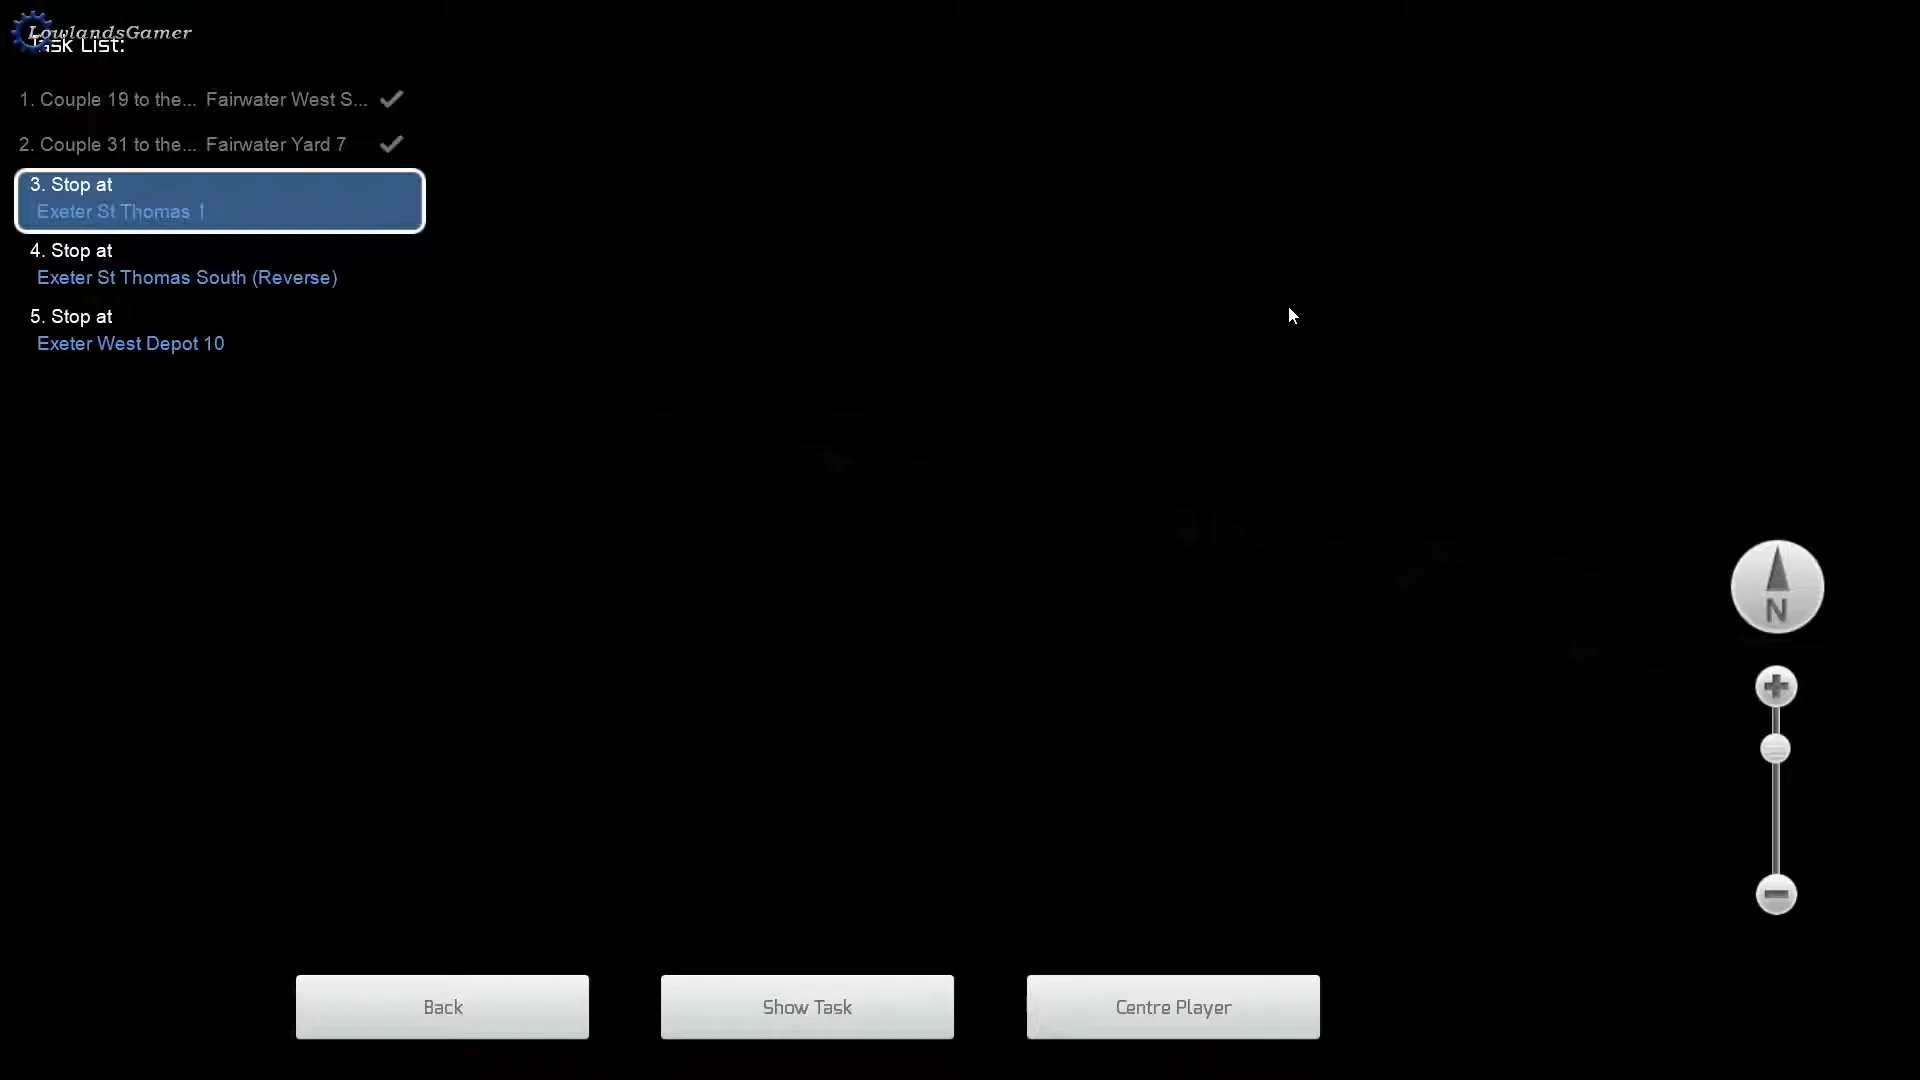 LowlandsGamer
Task List:
1. Couple 19 to the... Fairwater West S...
2. Couple 31 to the... Fairwater Yard 7
3. Stop at
Exeter St Thomas 1
4. Stop at
Exeter St Thomas South (Reverse)
5. Stop at
Exeter West Depot 10
N
Back
Show Task
Centre Player